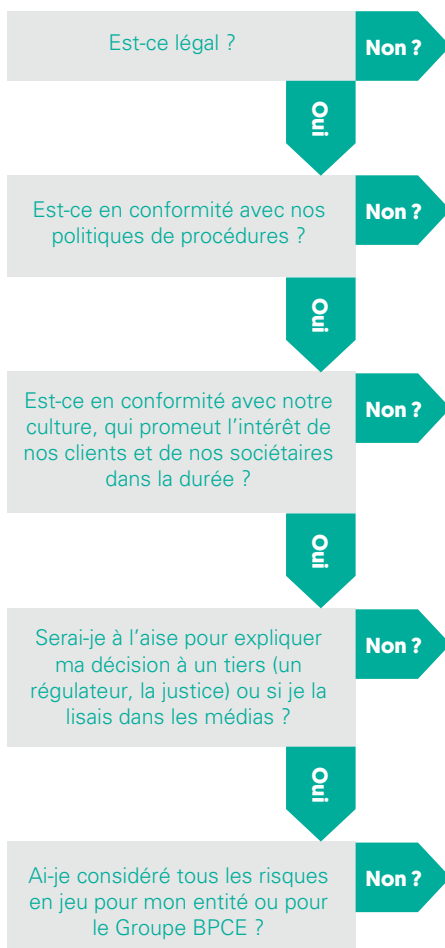 Est-ce légal ?
Non ?
Oui
Est-ce en conformité avec nos
politiques de procédures ?
Non ?
Oui
Est-ce en conformité avec notre
culture, qui promeut l’intérêt de
nos clients et de nos sociétaires
dans la durée ?
Non ?
Oui
Serai-je à l’aise pour expliquer
ma décision à un tiers (un
régulateur, la justice) ou si je la
lisais dans les médias ?
Non ?
Oui
Ai-je considéré tous les risques
en jeu pour mon entité ou pour
le Groupe BPCE ?
Non ?